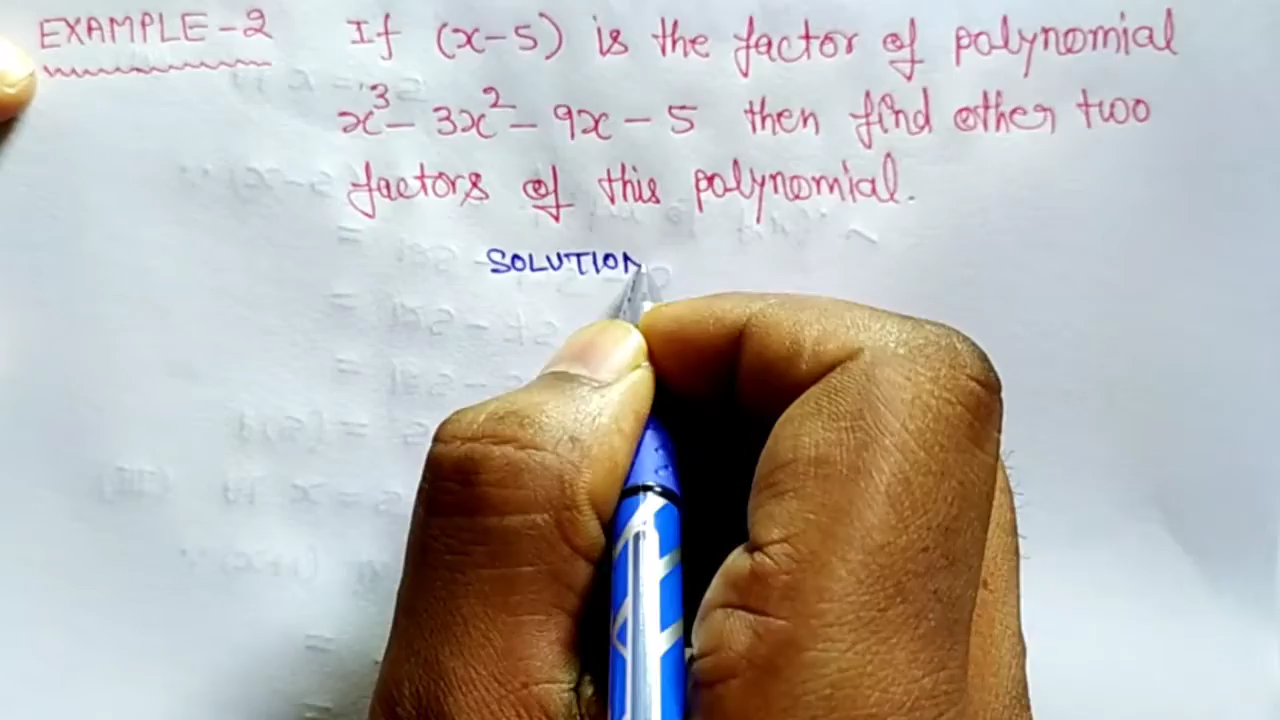 EXAMPLE-2 If (x-5) is the factor of polynomial
x³ - 3x² - 9x - 5 then find other two
factors of this polynomial.
SOLUTION